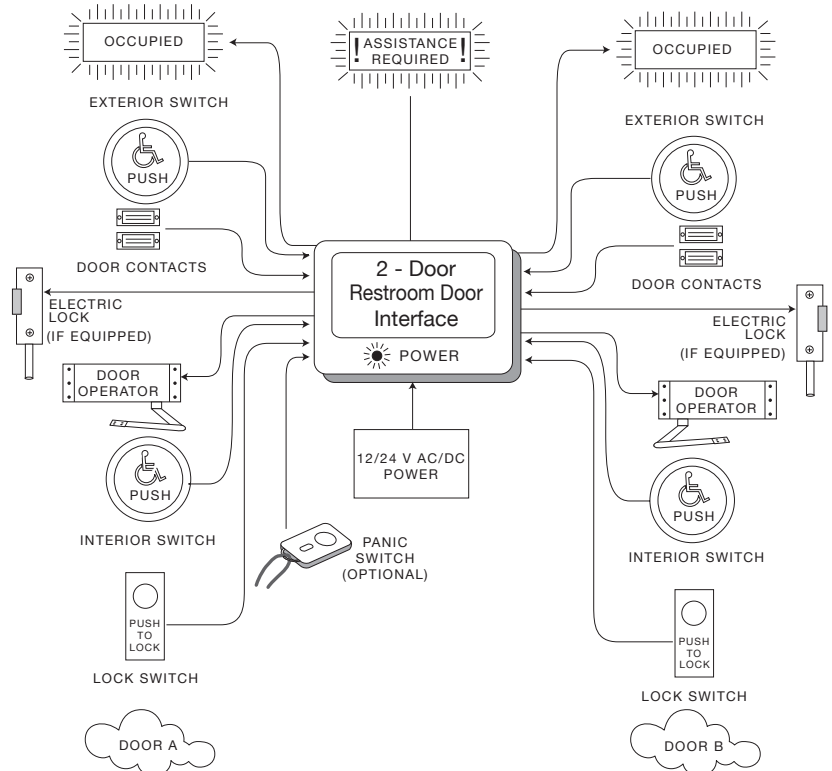 OCCUPIED
! ASSISTANCE !
REQUIRED
OCCUPIED
EXTERIOR SWITCH
PUSH
DOOR CONTACTS
EXTERIOR SWITCH
PUSH
DOOR CONTACTS
2 - Door
Restroom Door
Interface
POWER
ELECTRIC
LOCK
(IF EQUIPPED)
ELECTRIC
LOCK
(IF EQUIPPED)
DOOR
OPERATOR
DOOR
OPERATOR
12/24 V AC/DC
POWER
PUSH
INTERIOR SWITCH
PUSH
INTERIOR SWITCH
PANIC
SWITCH
(OPTIONAL)
PUSH
TO
LOCK
LOCK SWITCH
PUSH
TO
LOCK
LOCK SWITCH
DOOR A
DOOR B